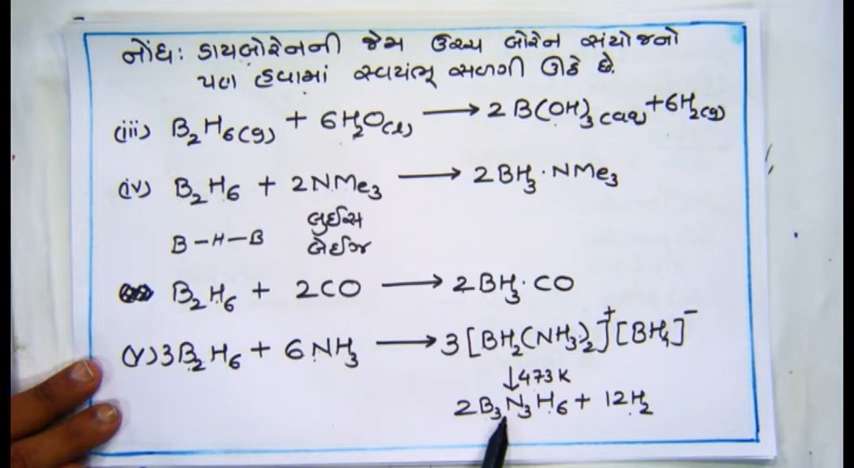 નોંધ: ડાયબોરેનની જેમ ઉચ્ચ બોરેન સંયોજનો
પણ હવામાં સ્વયંભૂ સળગી ઊઠે છે.
(iii) B₂H₆(g) + 6H₂O(l) ⟶ 2B(OH)₃(aq) + 6H₂(g)
(iv) B₂H₆ + 2NMe₃ ⟶ 2BH₃·NMe₃
B-H-B લુઈસ
બેઈઝ
B₂H₆ + 2CO ⟶ 2BH₃·CO
(v) 3B₂H₆ + 6NH₃ ⟶ 3[BH₂(NH₃)₂]⁺[BH₄]⁻
↓473K
2B₃N₃H₆ + 12H₂